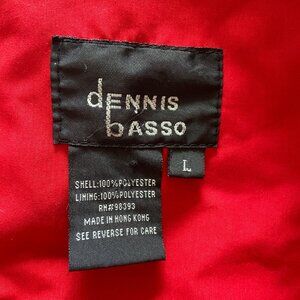 dENNIS
bASSO
L
SHELL:100%POLYESTER
LINING:100%POLYESTER
RN#98393
MADE IN HONG KONG
SEE REVERSE FOR CARE